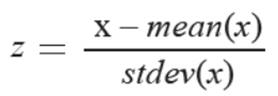 z = x – mean(x) / stdev(x)